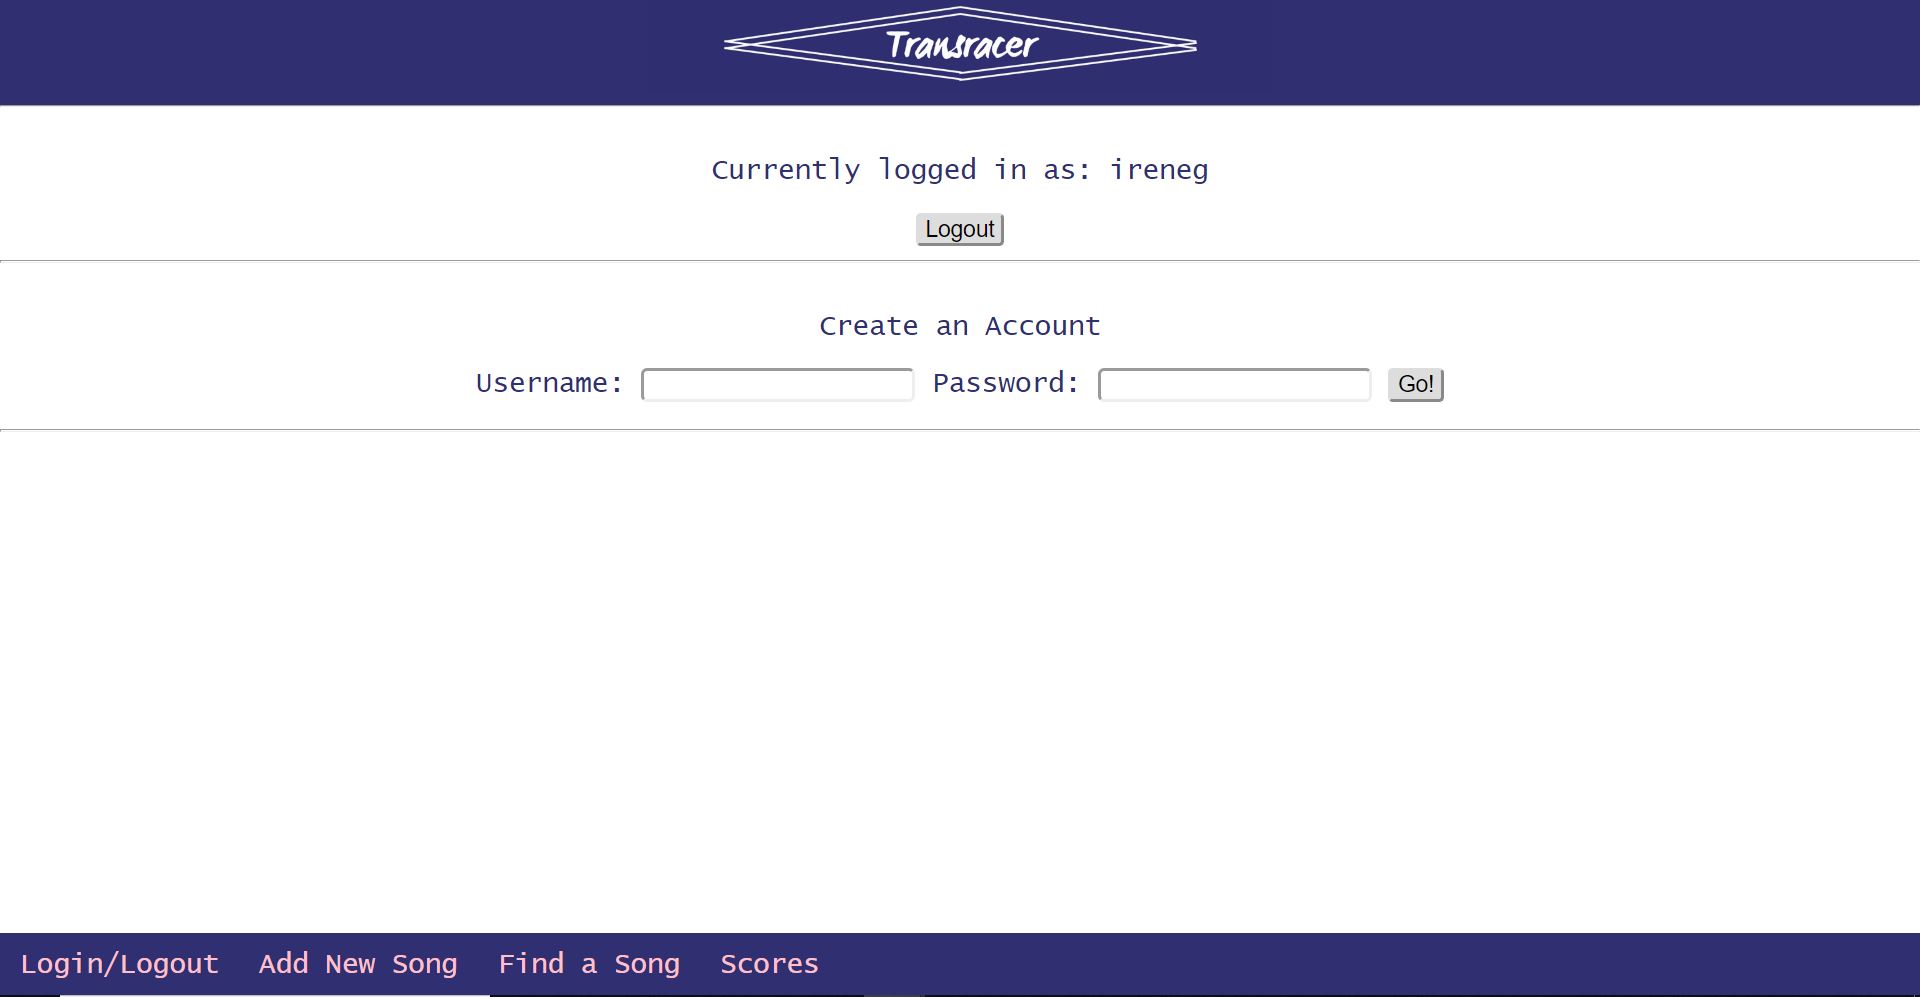 Transracer
Currently logged in as: ireneg
Logout
Create an Account
Username: Password: Go!
Login/Logout Add New Song Find a Song Scores